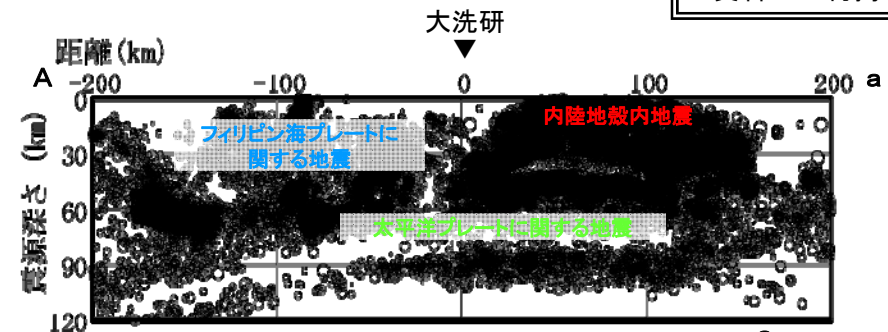 大洗研
▼
距離(km)
A -200 -100 0 100 200 a
0
30
60
90
120
震源深さ (km)
内陸地殻内地震
フィリピン海プレートに
関する地震
太平洋プレートに関する地震